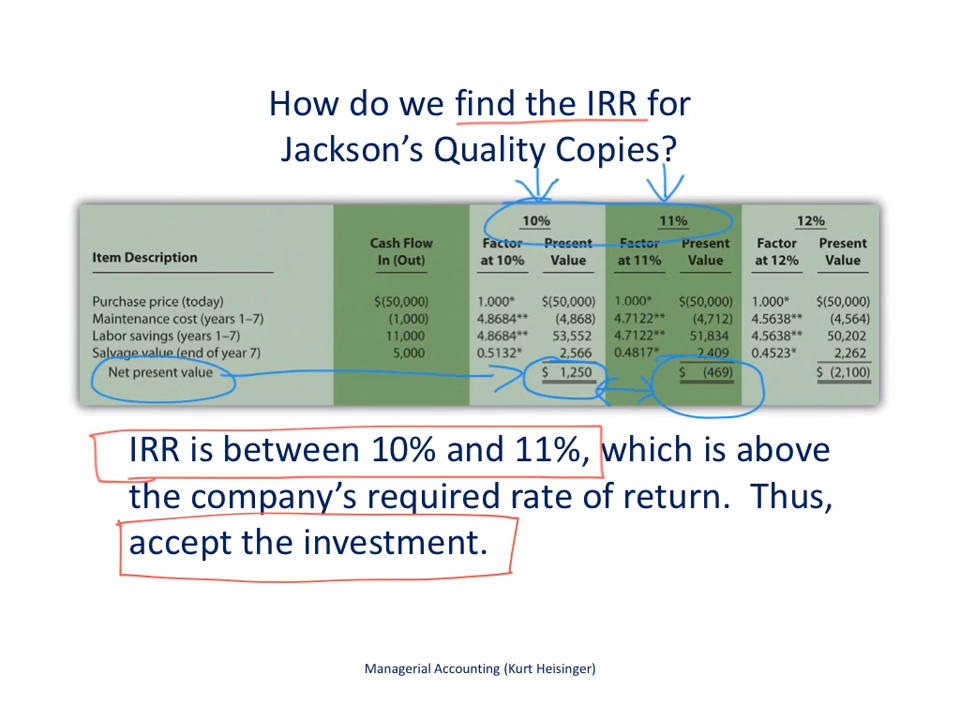 How do we find the IRR for
Jackson’s Quality Copies?
10% 11% 12%
Cash Flow Factor Present Factor Present Factor Present
Item Description In (Out) at 10% Value at 11% Value at 12% Value
Purchase price (today) $(50,000) 1.000* $(50,000) 1.000* $(50,000) 1.000* $(50,000)
Maintenance cost (years 1–7) (1,000) 4.8684** (4,868) 4.7122** (4,712) 4.5638** (4,564)
Labor savings (years 1–7) 11,000 4.8684** 53,552 4.7122** 51,834 4.5638** 50,202
Salvage value (end of year 7) 5,000 0.5132* 2,566 0.4817* 2,409 0.4523* 2,262
Net present value $ 1,250 $ (469) $ (2,100)
IRR is between 10% and 11%, which is above
the company’s required rate of return. Thus,
accept the investment.
Managerial Accounting (Kurt Heisinger)